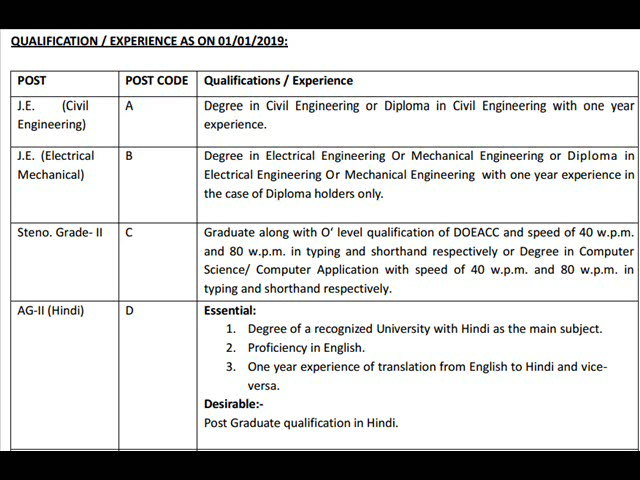 QUALIFICATION / EXPERIENCE AS ON 01/01/2019:
POST POST CODE Qualifications / Experience
J.E. (Civil Engineering) A Degree in Civil Engineering or Diploma in Civil Engineering with one year
experience.
J.E. (Electrical Mechanical) B Degree in Electrical Engineering Or Mechanical Engineering or Diploma in
Electrical Engineering Or Mechanical Engineering with one year experience in
the case of Diploma holders only.
Steno. Grade- II C Graduate along with O‘ level qualification of DOEACC and speed of 40 w.p.m.
and 80 w.p.m. in typing and shorthand respectively or Degree in Computer
Science/ Computer Application with speed of 40 w.p.m. and 80 w.p.m. in
typing and shorthand respectively.
AG-II (Hindi) D Essential:
1. Degree of a recognized University with Hindi as the main subject.
2. Proficiency in English.
3. One year experience of translation from English to Hindi and vice-
versa.
Desirable:-
Post Graduate qualification in Hindi.